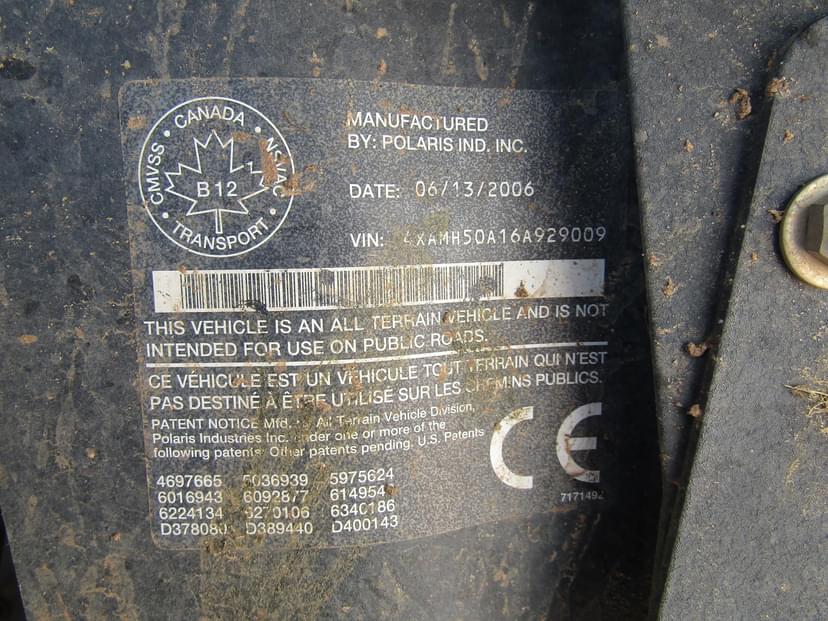 CANADA
CMVSS · NSVAC
B12 1
TRANSPORT
MANUFACTURED
BY: POLARIS IND. INC.
DATE: 06/13/2006
VIN: 4XAMH50A16A929009
THIS VEHICLE IS AN ALL TERRAIN VEHICLE AND IS NOT
INTENDED FOR USE ON PUBLIC ROADS.
CE VÉHICULE EST UN VÉHICULE TOUT TERRAIN QUI N'EST
PAS DESTINÉ À ÊTRE UTILISÉ SUR LES CHEMINS PUBLICS.
PATENT NOTICE Mfd. All Terrain Vehicle Division,
Polaris Industries Inc. under one or more of the
following patents. Other patents pending. U.S. Patents
4697665 5036939 5975624
6016943 6092877 614954
6224134 6270106 6340186
D378080 D389440 D400143
CE
7171492